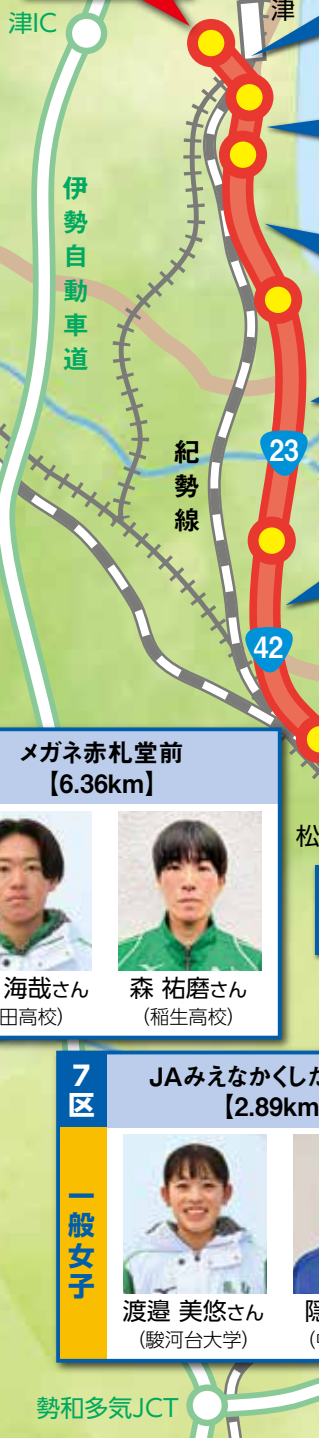 津
津IC
伊勢自動車道
紀勢線
23
42
メガネ赤札堂前
【6.36km】
海哉さん
田高校)
森 祐磨さん
(稲生高校)
松
7区
JAみえなかくし
【2.89km
一般女子
渡邉 美悠さん
(駿河台大学)
勢和多気JCT